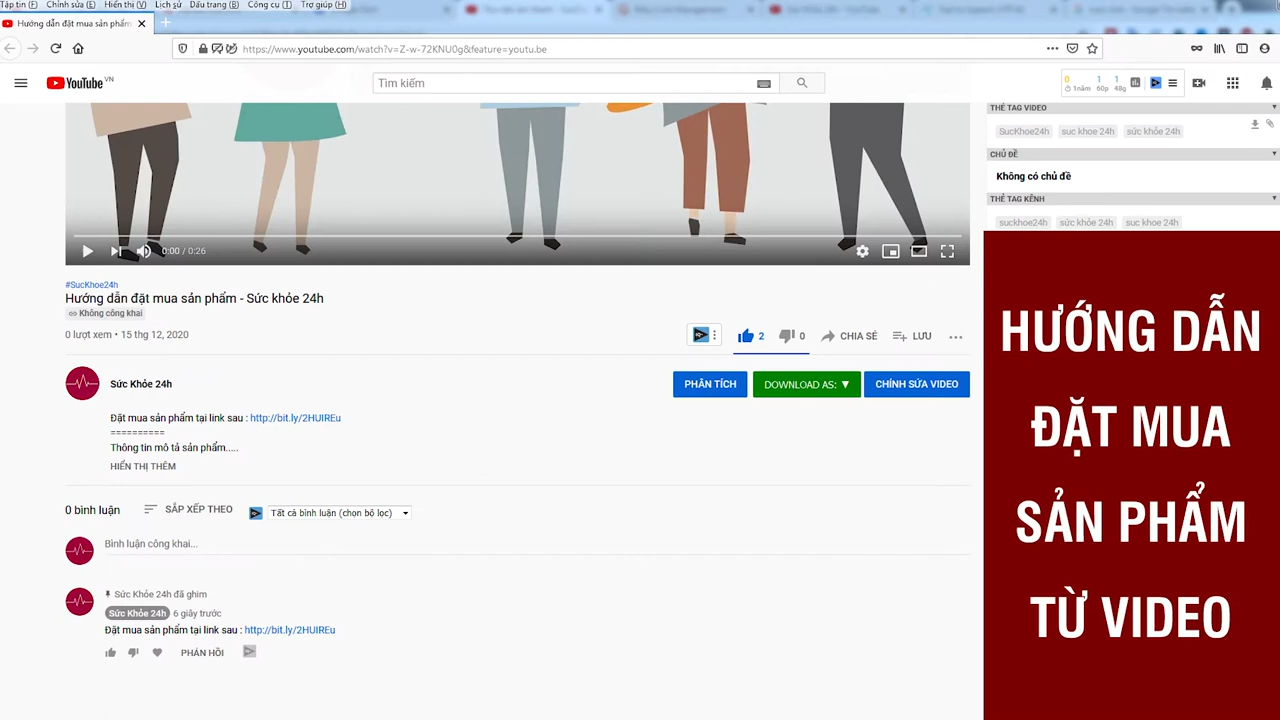 Tập tin (F) Chỉnh sửa (E) Hiển thị (V) Lịch sử Dấu trang (B) Công cụ (T) Trợ giúp (H)
Hướng dẫn đặt mua sản phẩm
https://www.youtube.com/watch?v=Z-w-72KNU0g&feature=youtu.be
YouTube VN
Tìm kiếm
0 1 1
1năm 60p 48g
THẺ TAG VIDEO
SucKhoe24h suc khoe 24h sức khỏe 24h
CHỦ ĐỀ
Không có chủ đề
THẺ TAG KÊNH
suckhoe24h sức khỏe 24h suc khoe 24h
0:00 / 0:26
#SucKhoe24h
Hướng dẫn đặt mua sản phẩm - Sức khỏe 24h
Không công khai
0 lượt xem • 15 thg 12, 2020
2 0 CHIA SẺ LƯU
Sức Khỏe 24h
PHÂN TÍCH DOWNLOAD AS: ▼ CHỈNH SỬA VIDEO
Đặt mua sản phẩm tại link sau : http://bit.ly/2HUIREu
==========
Thông tin mô tả sản phẩm.....
HIỂN THỊ THÊM
0 bình luận SẮP XẾP THEO Tất cả bình luận (chọn bộ lọc)
Bình luận công khai...
Sức Khỏe 24h đã ghim
Sức Khỏe 24h 6 giây trước
Đặt mua sản phẩm tại link sau : http://bit.ly/2HUIREu
PHẢN HỒI
HƯỚNG DẪN
ĐẶT MUA
SẢN PHẨM
TỪ VIDEO